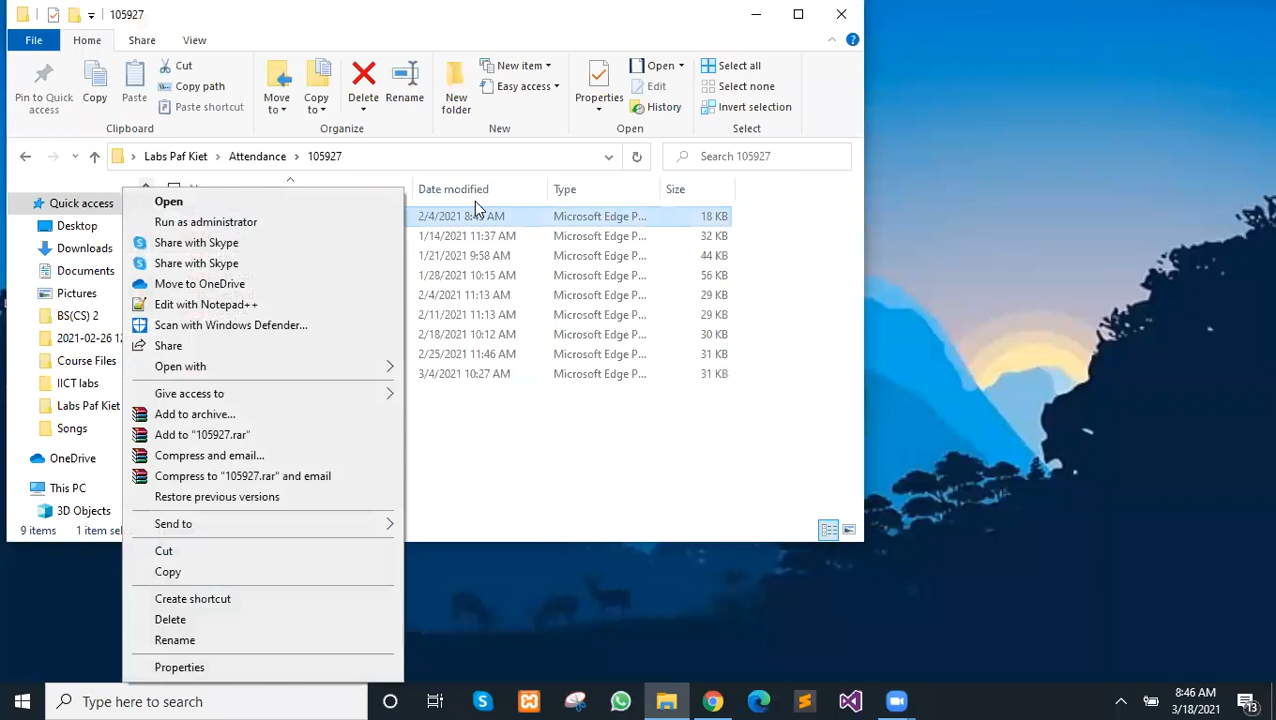 105927
File Home Share View
Pin to Quick access
Copy
Paste
Cut
Copy path
Paste shortcut
Clipboard
Move to
Copy to
Delete
Rename
Organize
New folder
New item
Easy access
New
Properties
Open
Edit
History
Open
Select all
Select none
Invert selection
Select
Labs Paf Kiet > Attendance > 105927
Search 105927
Date modified Type Size
Microsoft Edge P... 18 KB
1/14/2021 11:37 AM Microsoft Edge P... 32 KB
1/21/2021 9:58 AM Microsoft Edge P... 44 KB
1/28/2021 10:15 AM Microsoft Edge P... 56 KB
2/4/2021 11:13 AM Microsoft Edge P... 29 KB
2/11/2021 11:13 AM Microsoft Edge P... 29 KB
2/18/2021 10:12 AM Microsoft Edge P... 30 KB
2/25/2021 11:46 AM Microsoft Edge P... 31 KB
3/4/2021 10:27 AM Microsoft Edge P... 31 KB
Quick access
Desktop
Downloads
Documents
Pictures
BS(CS) 2
2021-02-26 12
Course Files
IICT labs
Labs Paf Kiet
Songs
OneDrive
This PC
3D Objects
9 items 1 item sel
Open
Run as administrator
Share with Skype
Share with Skype
Move to OneDrive
Edit with Notepad++
Scan with Windows Defender...
Share
Open with
Give access to
Add to archive...
Add to "105927.rar"
Compress and email...
Compress to "105927.rar" and email
Restore previous versions
Send to
Cut
Copy
Create shortcut
Delete
Rename
Properties
Type here to search
8:46 AM
3/18/2021
13